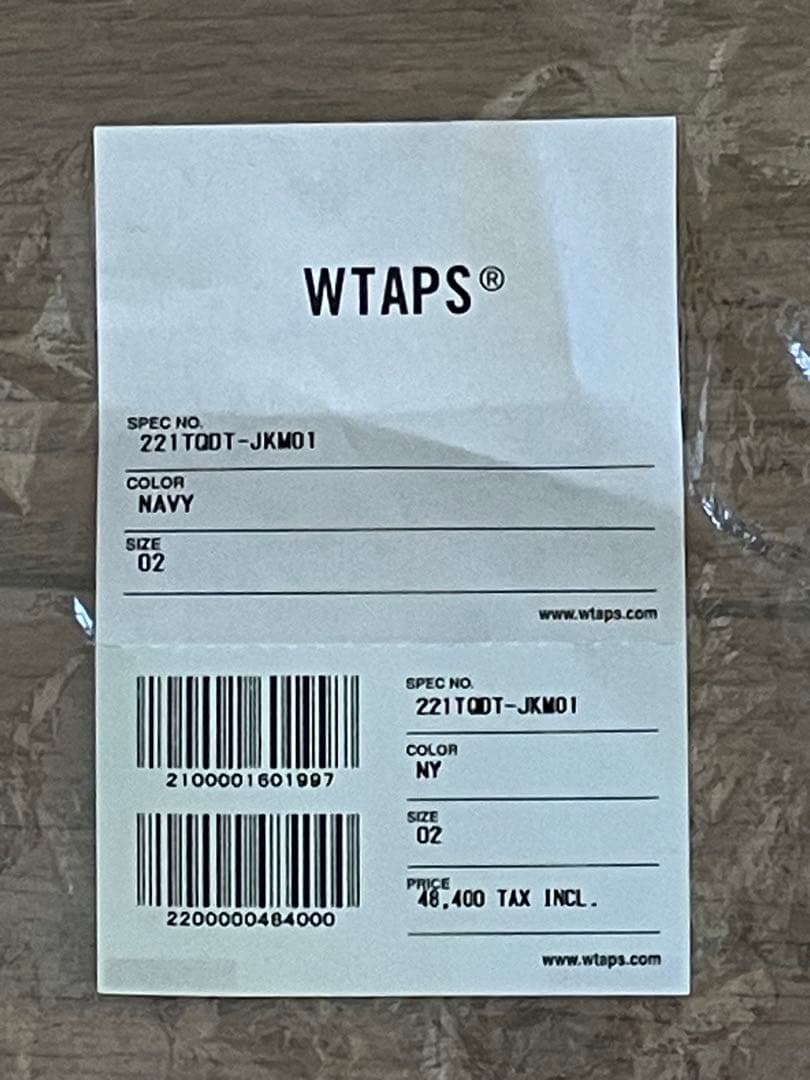 WTAPS®
SPEC NO.
221TQDT-JKM01
COLOR
NAVY
SIZE
02
www.wtaps.com
2100001601997
2200000484000
SPEC NO.
221TQDT-JKM01
COLOR
NY
SIZE
02
PRICE
48,400 TAX INCL.
www.wtaps.com